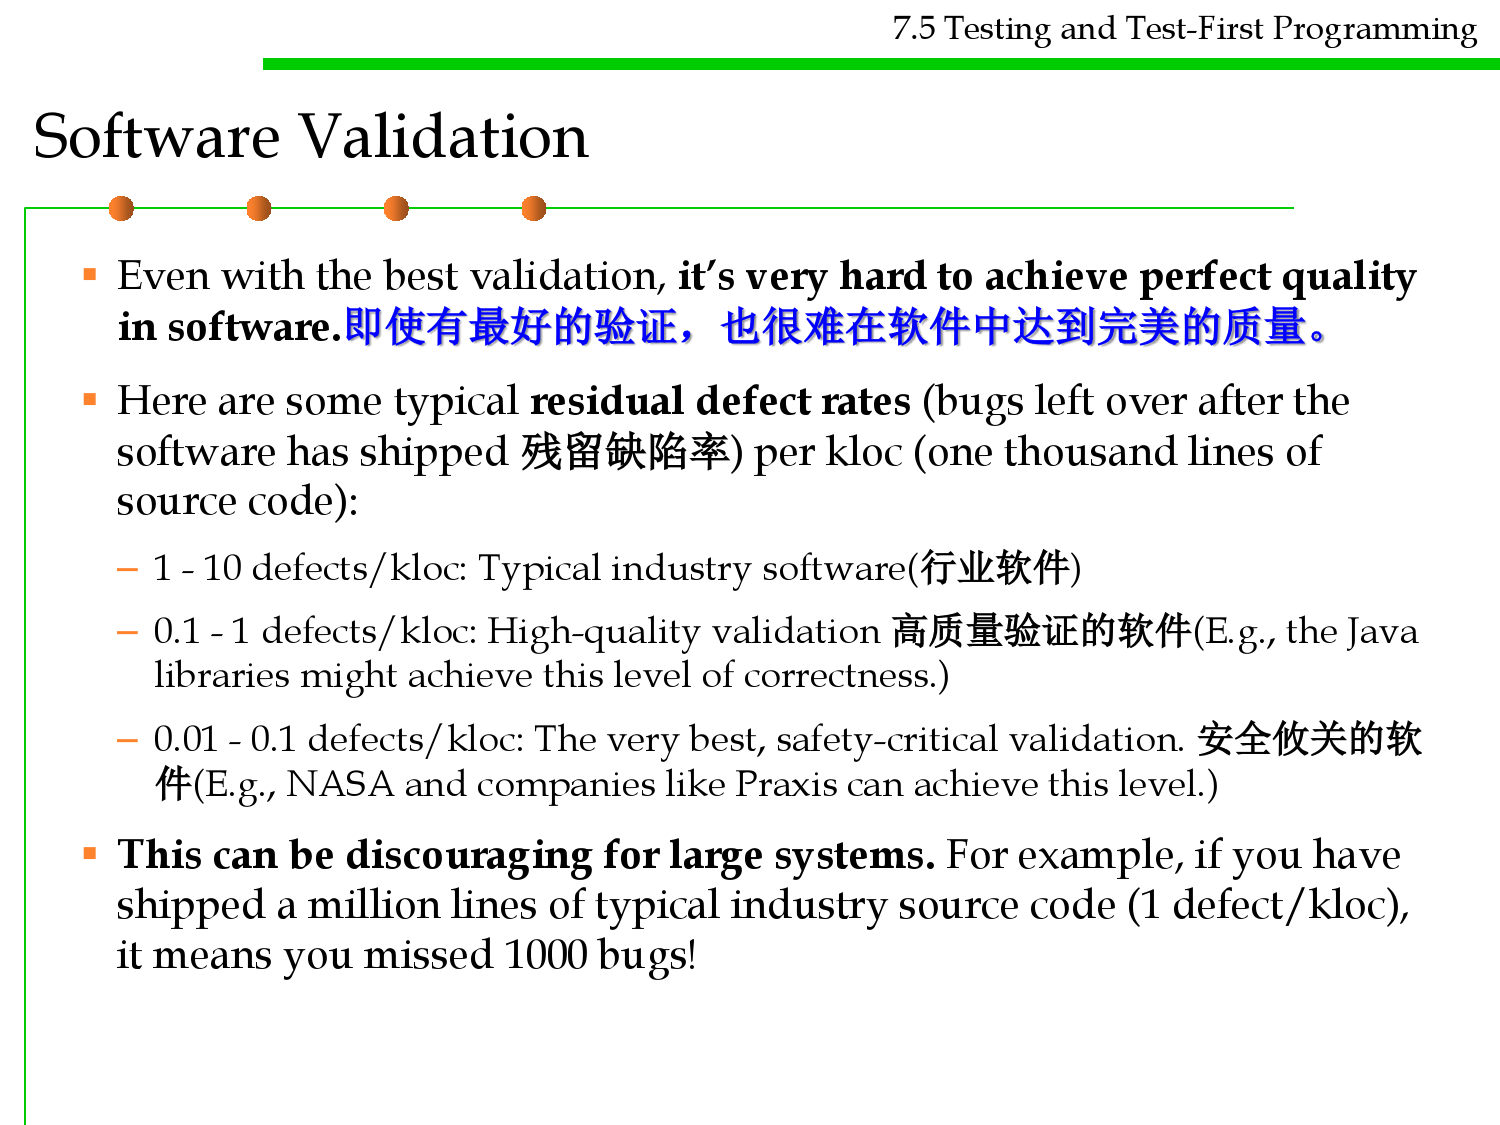 7.5 Testing and Test-First Programming
Software Validation
▪ Even with the best validation, it’s very hard to achieve perfect quality
in software.即使有最好的验证，也很难在软件中达到完美的质量。
▪ Here are some typical residual defect rates (bugs left over after the
software has shipped 残留缺陷率) per kloc (one thousand lines of
source code):
– 1 - 10 defects/kloc: Typical industry software(行业软件)
– 0.1 - 1 defects/kloc: High-quality validation 高质量验证的软件(E.g., the Java
libraries might achieve this level of correctness.)
– 0.01 - 0.1 defects/kloc: The very best, safety-critical validation. 安全攸关的软
件(E.g., NASA and companies like Praxis can achieve this level.)
▪ This can be discouraging for large systems. For example, if you have
shipped a million lines of typical industry source code (1 defect/kloc),
it means you missed 1000 bugs!